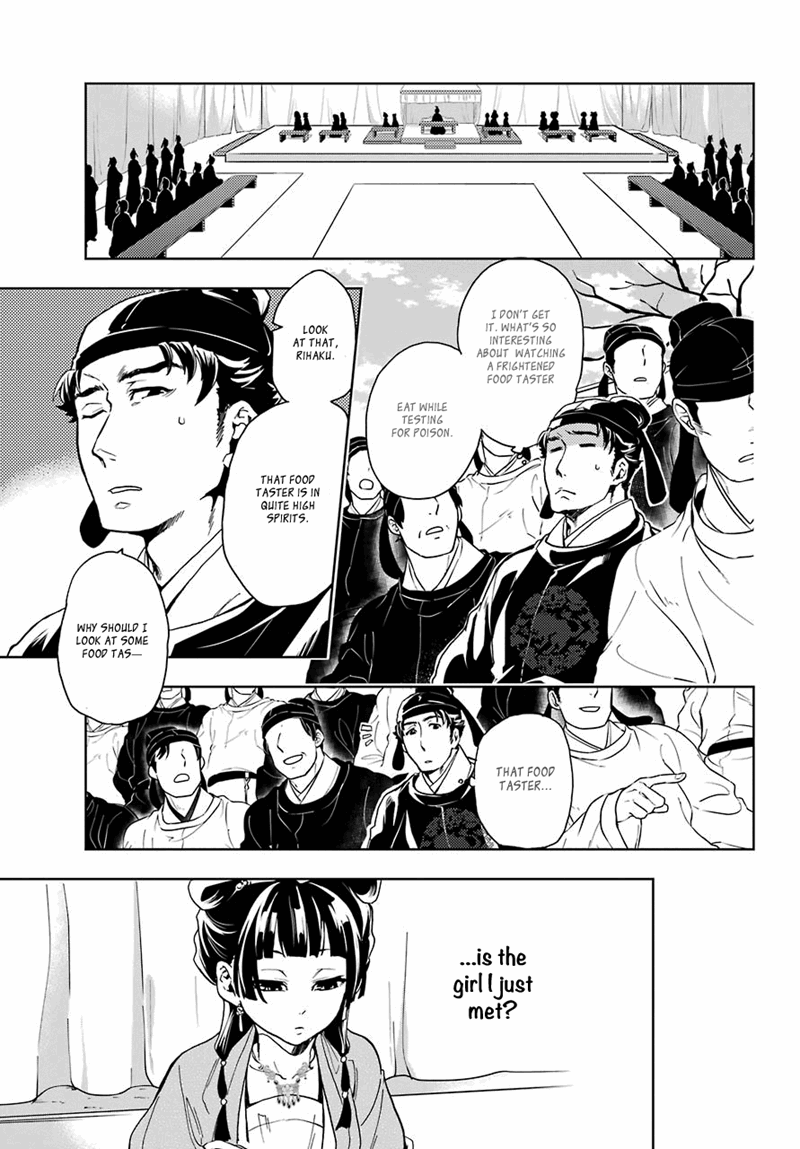 I DON'T GET
IT. WHAT'S SO
INTERESTING
ABOUT WATCHING
A FRIGHTENED
FOOD TASTER
EAT WHILE
TESTING
FOR POISON.
LOOK
AT THAT,
RIHAKU.
THAT FOOD
TASTER IS IN
QUITE HIGH
SPIRITS.
WHY SHOULD I
LOOK AT SOME
FOOD TAS—
THAT FOOD
TASTER...
...is the
girl I just
met?